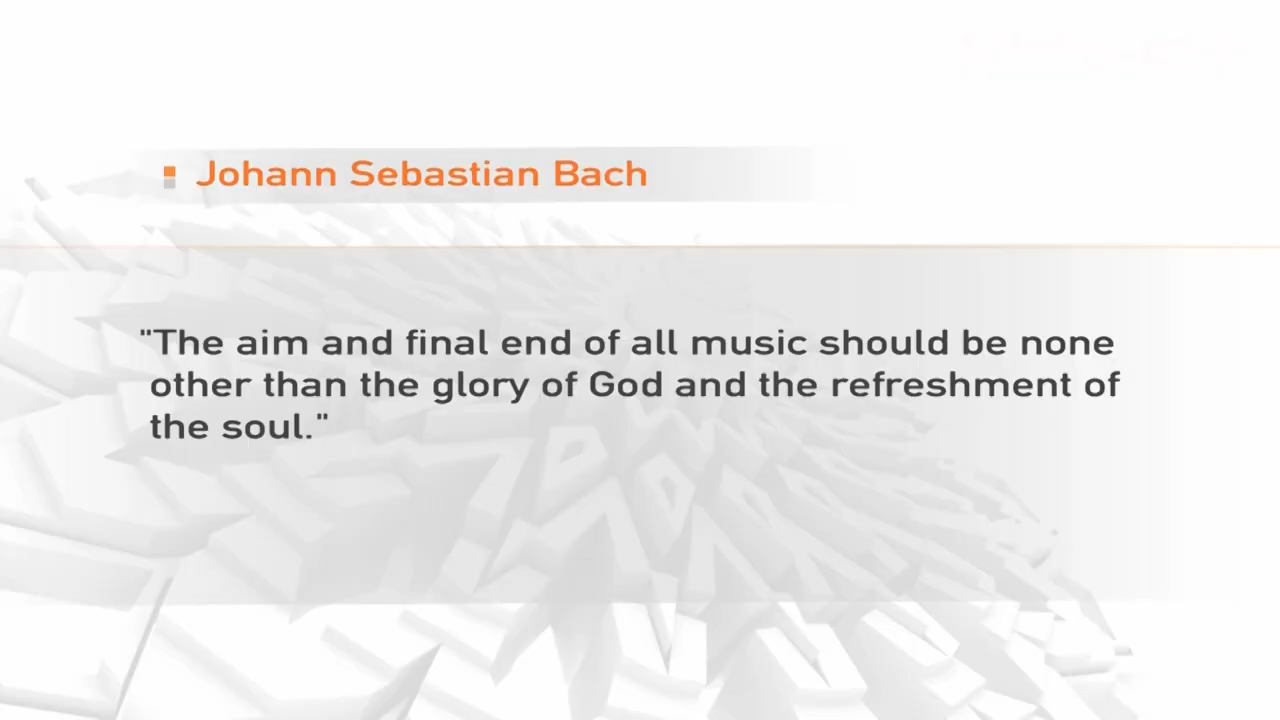 Johann Sebastian Bach
"The aim and final end of all music should be none
other than the glory of God and the refreshment of
the soul."